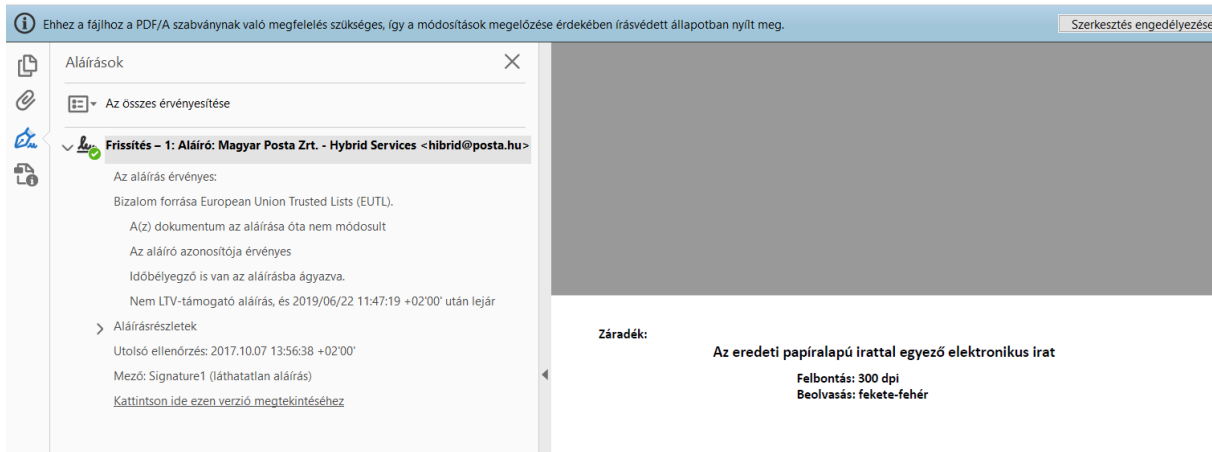 Ehhez a fájlhoz a PDF/A szabványnak való megfelelés szükséges, így a módosítások megelőzése érdekében írásvédett állapotban nyílt meg.
Szerkesztés engedélyezése
Aláírások
Az összes érvényesítése
Frissítés – 1: Aláíró: Magyar Posta Zrt. - Hybrid Services <hibrid@posta.hu>
Az aláírás érvényes:
Bizalom forrása European Union Trusted Lists (EUTL).
A(z) dokumentum az aláírása óta nem módosult
Az aláíró azonosítója érvényes
Időbélyegző is van az aláírásba ágyazva.
Nem LTV-támogató aláírás, és 2019/06/22 11:47:19 +02'00' után lejár
Aláírásrészletek
Utolsó ellenőrzés: 2017.10.07 13:56:38 +02'00'
Mező: Signature1 (láthatatlan aláírás)
Kattintson ide ezen verzió megtekintéséhez
Záradék:
Az eredeti papíralapú irattal egyező elektronikus irat
Felbontás: 300 dpi
Beolvasás: fekete-fehér